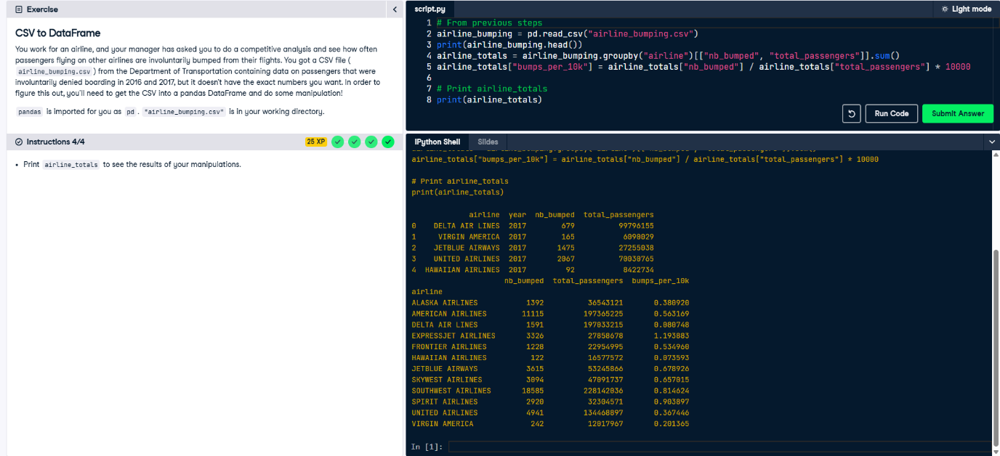 Exercise
CSV to DataFrame
You work for an airline, and your manager has asked you to do a competitive analysis and see how often
passengers flying on other airlines are involuntarily bumped from their flights. You got a CSV file (
airline_bumping.csv ) from the Department of Transportation containing data on passengers that were
involuntarily denied boarding in 2016 and 2017, but it doesn't have the exact numbers you want. In order to
figure this out, you'll need to get the CSV into a pandas DataFrame and do some manipulation!
pandas is imported for you as pd . "airline_bumping.csv" is in your working directory.
Instructions 4/4
25 XP
• Print airline_totals to see the results of your manipulations.
script.py
Light mode
1 # From previous steps
2 airline_bumping = pd.read_csv("airline_bumping.csv")
3 print(airline_bumping.head())
4 airline_totals = airline_bumping.groupby("airline")[["nb_bumped", "total_passengers"]].sum()
5 airline_totals["bumps_per_10k"] = airline_totals["nb_bumped"] / airline_totals["total_passengers"] * 10000
6
7 # Print airline_totals
8 print(airline_totals)
Run Code
Submit Answer
IPython Shell
Slides
airline_totals["bumps_per_10k"] = airline_totals["nb_bumped"] / airline_totals["total_passengers"] * 10000
# Print airline_totals
print(airline_totals)
airline year nb_bumped total_passengers
0 DELTA AIR LINES 2017 679 99796155
1 VIRGIN AMERICA 2017 165 6090029
2 JETBLUE AIRWAYS 2017 1475 27255038
3 UNITED AIRLINES 2017 2067 70030765
4 HAWAIIAN AIRLINES 2017 92 8422734
nb_bumped total_passengers bumps_per_10k
airline
ALASKA AIRLINES 1392 36543121 0.380920
AMERICAN AIRLINES 11115 197365225 0.563169
DELTA AIR LINES 1591 197033215 0.080748
EXPRESSJET AIRLINES 3326 27858678 1.193883
FRONTIER AIRLINES 1228 22954995 0.534960
HAWAIIAN AIRLINES 122 16577572 0.073593
JETBLUE AIRWAYS 3615 53245866 0.678926
SKYWEST AIRLINES 3094 47091737 0.657015
SOUTHWEST AIRLINES 18585 228142036 0.814624
SPIRIT AIRLINES 2920 32304571 0.903897
UNITED AIRLINES 4941 134468897 0.367446
VIRGIN AMERICA 242 12017967 0.201365
In [1]: